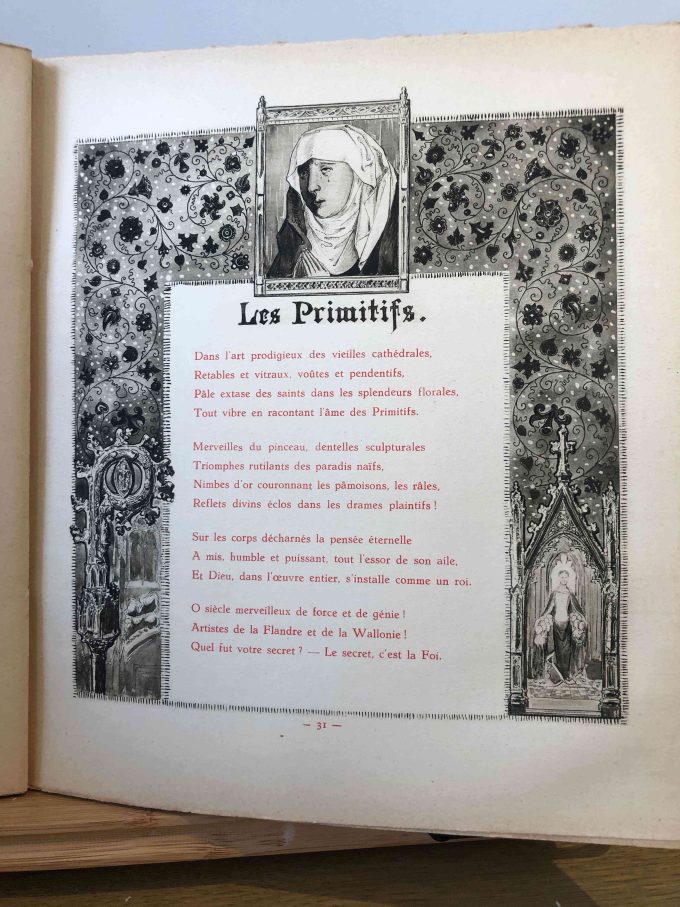 Les Primitifs.
Dans l'art prodigieux des vieilles cathédrales,
Retables et vitraux, voûtes et pendentifs,
Pâle extase des saints dans les splendeurs florales,
Tout vibre en racontant l'âme des Primitifs.
Merveilles du pinceau, dentelles sculpturales
Triomphes rutilants des paradis naïfs,
Nimbes d'or couronnant les pâmoisons, les râles,
Reflets divins éclos dans les drames plaintifs !
Sur les corps décharnés la pensée éternelle
A mis, humble et puissant, tout l'essor de son aile,
Et Dieu, dans l'œuvre entier, s'installe comme un roi.
O siècle merveilleux de force et de génie !
Artistes de la Flandre et de la Wallonie !
Quel fut votre secret ? — Le secret, c'est la Foi.
— 31 —